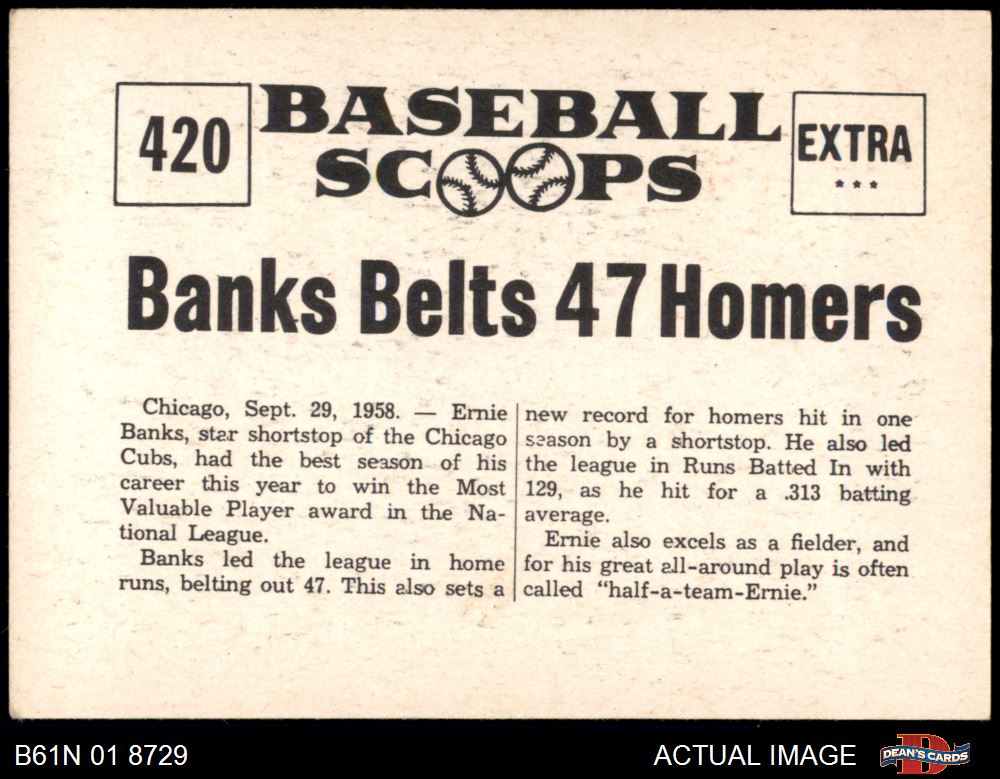 420
BASEBALL
SCOOPS
EXTRA
***
Banks Belts 47 Homers
Chicago, Sept. 29, 1958. — Ernie
Banks, star shortstop of the Chicago
Cubs, had the best season of his
career this year to win the Most
Valuable Player award in the Na-
tional League.
Banks led the league in home
runs, belting out 47. This also sets a
new record for homers hit in one
season by a shortstop. He also led
the league in Runs Batted In with
129, as he hit for a .313 batting
average.
Ernie also excels as a fielder, and
for his great all-around play is often
called "half-a-team-Ernie."
B61N 01 8729
ACTUAL IMAGE
D
DEAN'S CARDS